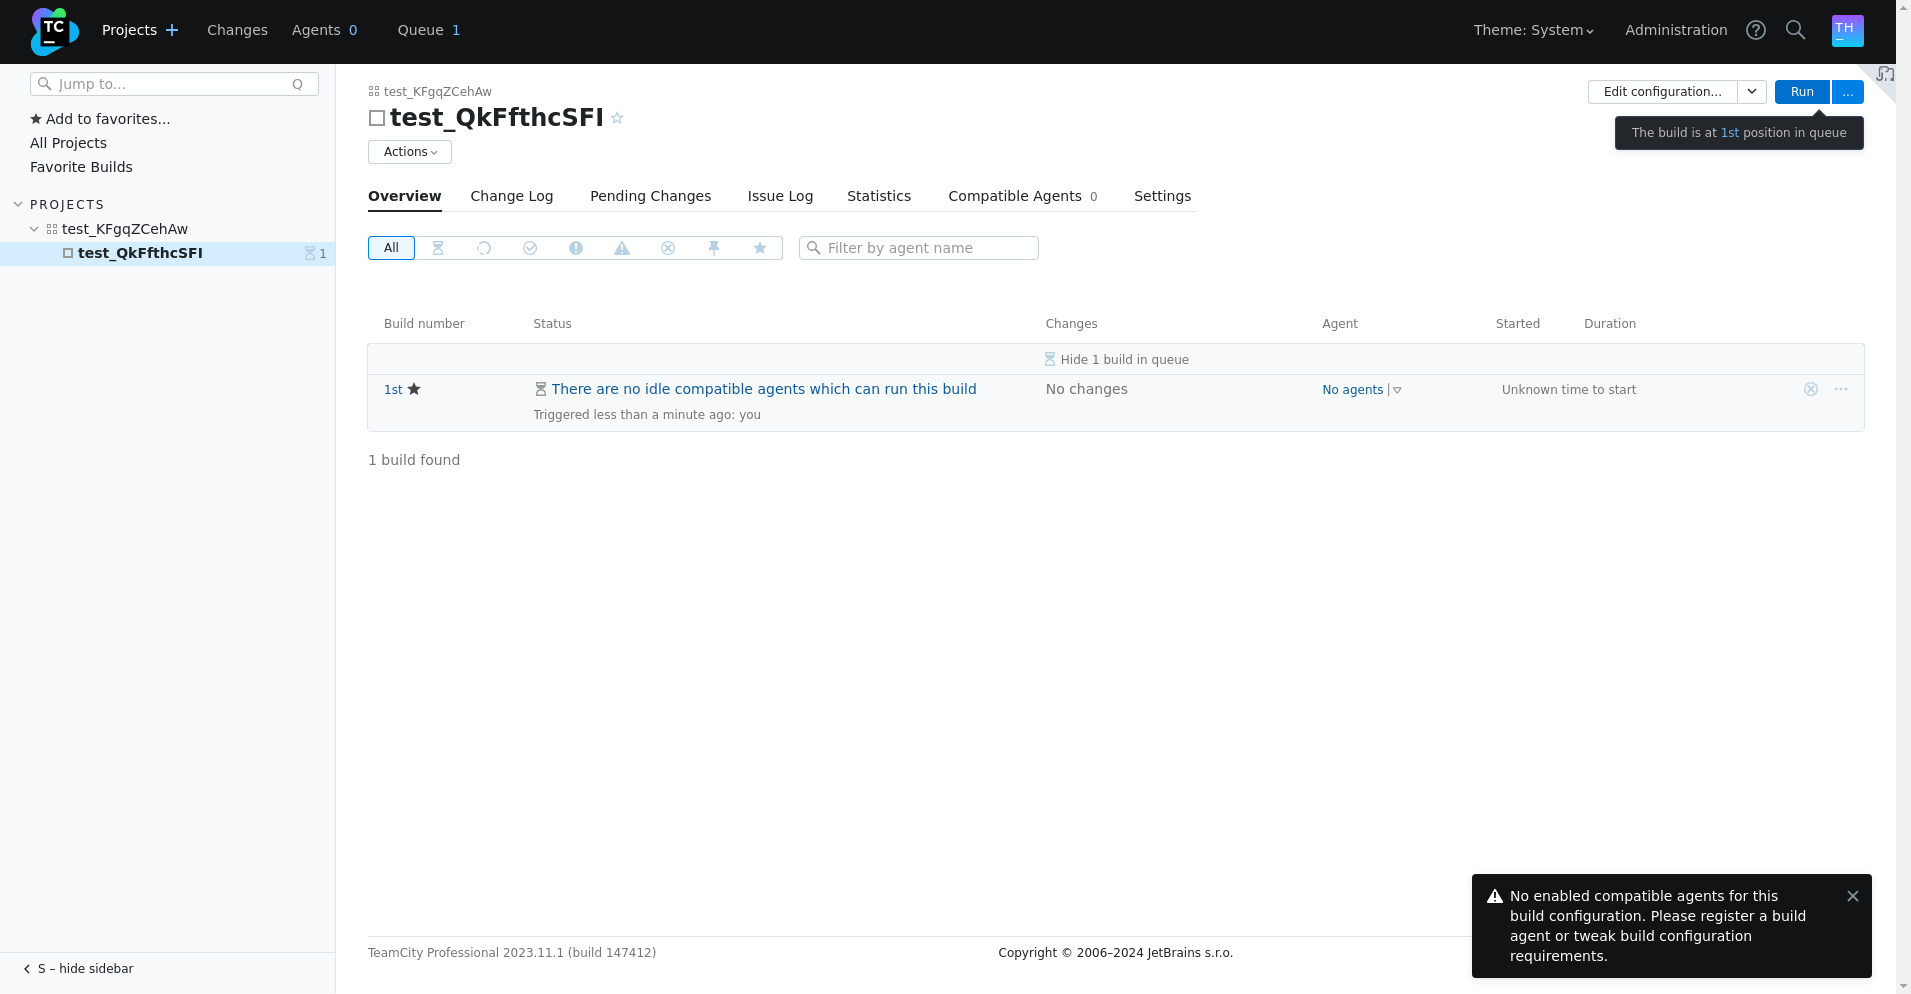 TC
Projects
Changes
Agents 0
Queue 1
Theme: System
Administration
TH
Jump to... Q
Add to favorites...
All Projects
Favorite Builds
PROJECTS
test_KFgqZCehAw
test_QkFfthcSFI 1
S – hide sidebar
test_KFgqZCehAw
test_QkFfthcSFI
Actions
Edit configuration...
Run ...
The build is at 1st position in queue
Overview Change Log Pending Changes Issue Log Statistics Compatible Agents 0 Settings
All
Filter by agent name
Build number Status Changes Agent Started Duration
Hide 1 build in queue
1st There are no idle compatible agents which can run this build No changes No agents Unknown time to start
Triggered less than a minute ago: you
1 build found
TeamCity Professional 2023.11.1 (build 147412)
Copyright © 2006–2024 JetBrains s.r.o.
No enabled compatible agents for this
build configuration. Please register a build
agent or tweak build configuration
requirements.